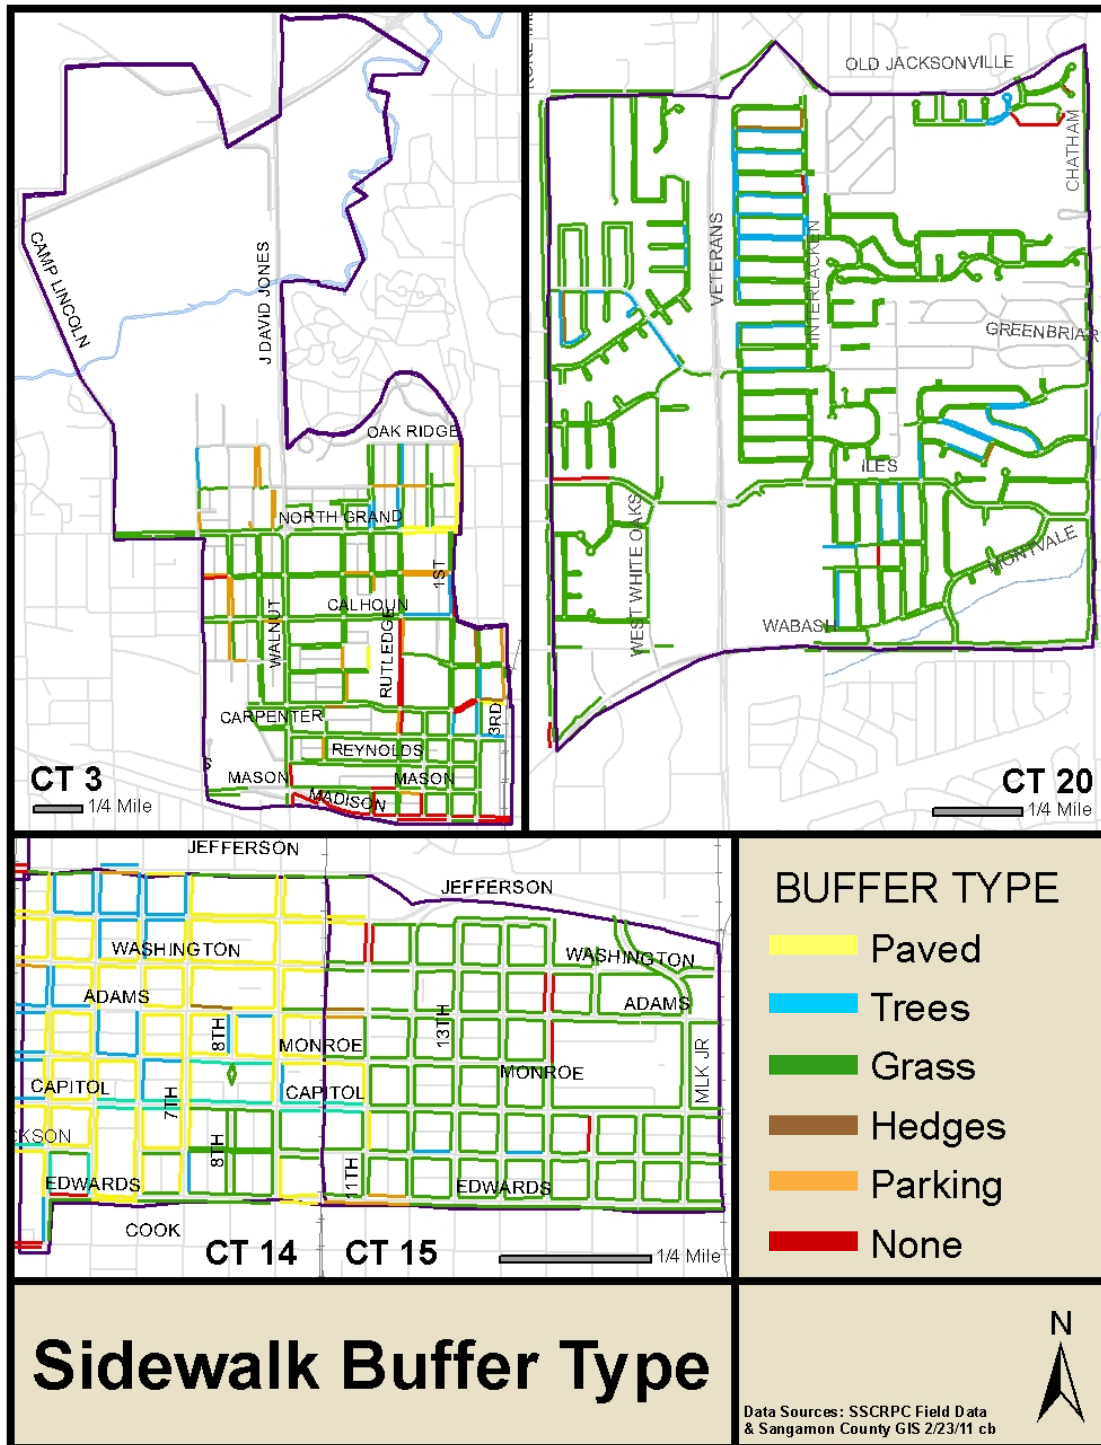 CAMP LINCOLN
J DAVID JONES
OAK RIDGE
NORTH GRAND
1ST
CALHOUN
WALNUT
RUTLEDGE
3RD
CARPENTER
REYNOLDS
MASON
MASON
MADISON
CT 3
1/4 Mile
OLD JACKSONVILLE
CHATHAM
VETERANS
INTERLACKEN
GREENBRIAR
ILES
WEST WHITE OAKS
MONTVALE
WABASH
CT 20
1/4 Mile
JEFFERSON
JEFFERSON
WASHINGTON
WASHINGTON
ADAMS
ADAMS
8TH
13TH
MONROE
MONROE
MLK JR
CAPITOL
CAPITOL
7TH
CKSON
8TH
11TH
EDWARDS
EDWARDS
COOK
CT 14
CT 15
1/4 Mile
BUFFER TYPE
Paved
Trees
Grass
Hedges
Parking
None
Sidewalk Buffer Type
N
Data Sources: SSCRPC Field Data
& Sangamon County GIS 2/23/11 cb